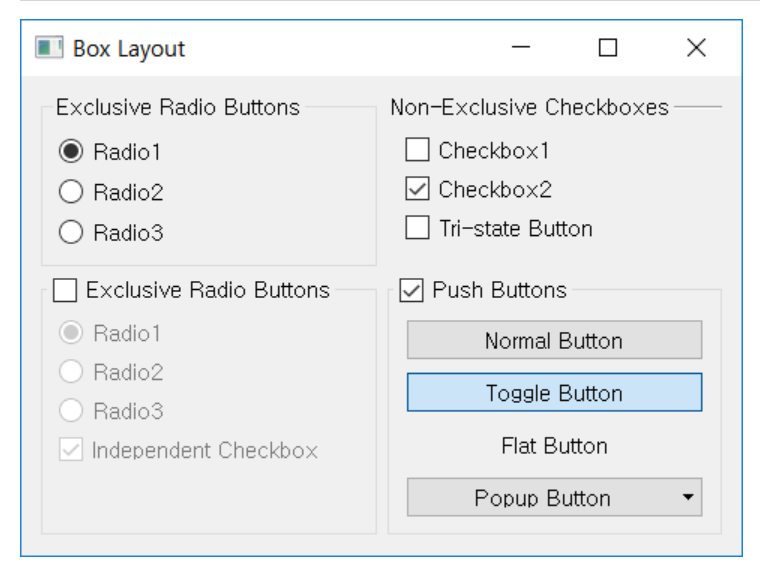 Box Layout
Exclusive Radio Buttons
Radio1
Radio2
Radio3
Non-Exclusive Checkboxes
Checkbox1
Checkbox2
Tri-state Button
Exclusive Radio Buttons
Radio1
Radio2
Radio3
Independent Checkbox
Push Buttons
Normal Button
Toggle Button
Flat Button
Popup Button